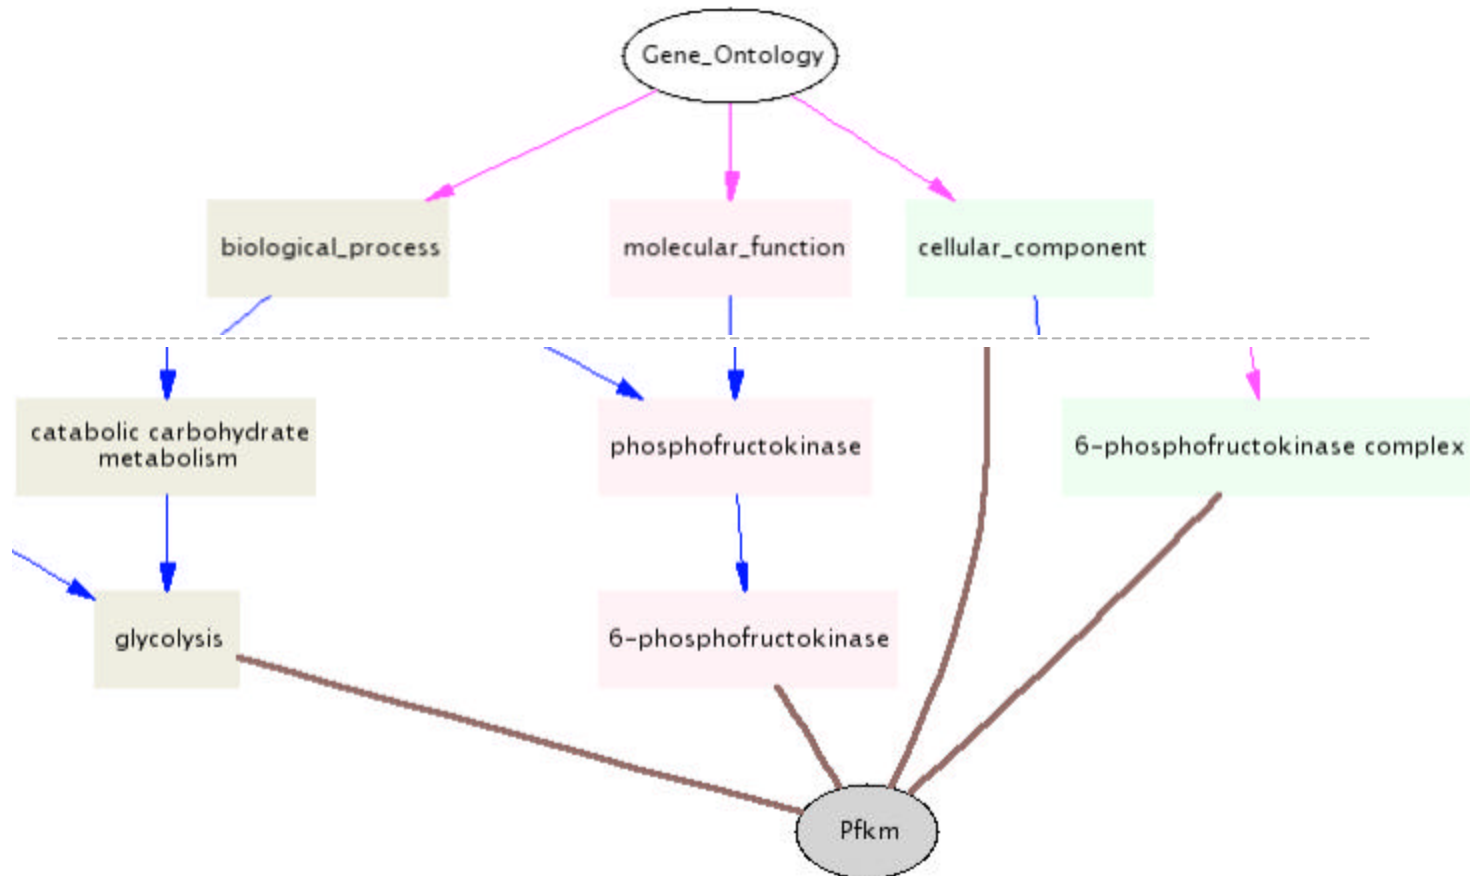 Gene_Ontology
biological_process
molecular_function
cellular_component
catabolic carbohydrate
metabolism
phosphofructokinase
6-phosphofructokinase complex
glycolysis
6-phosphofructokinase
Pfkm